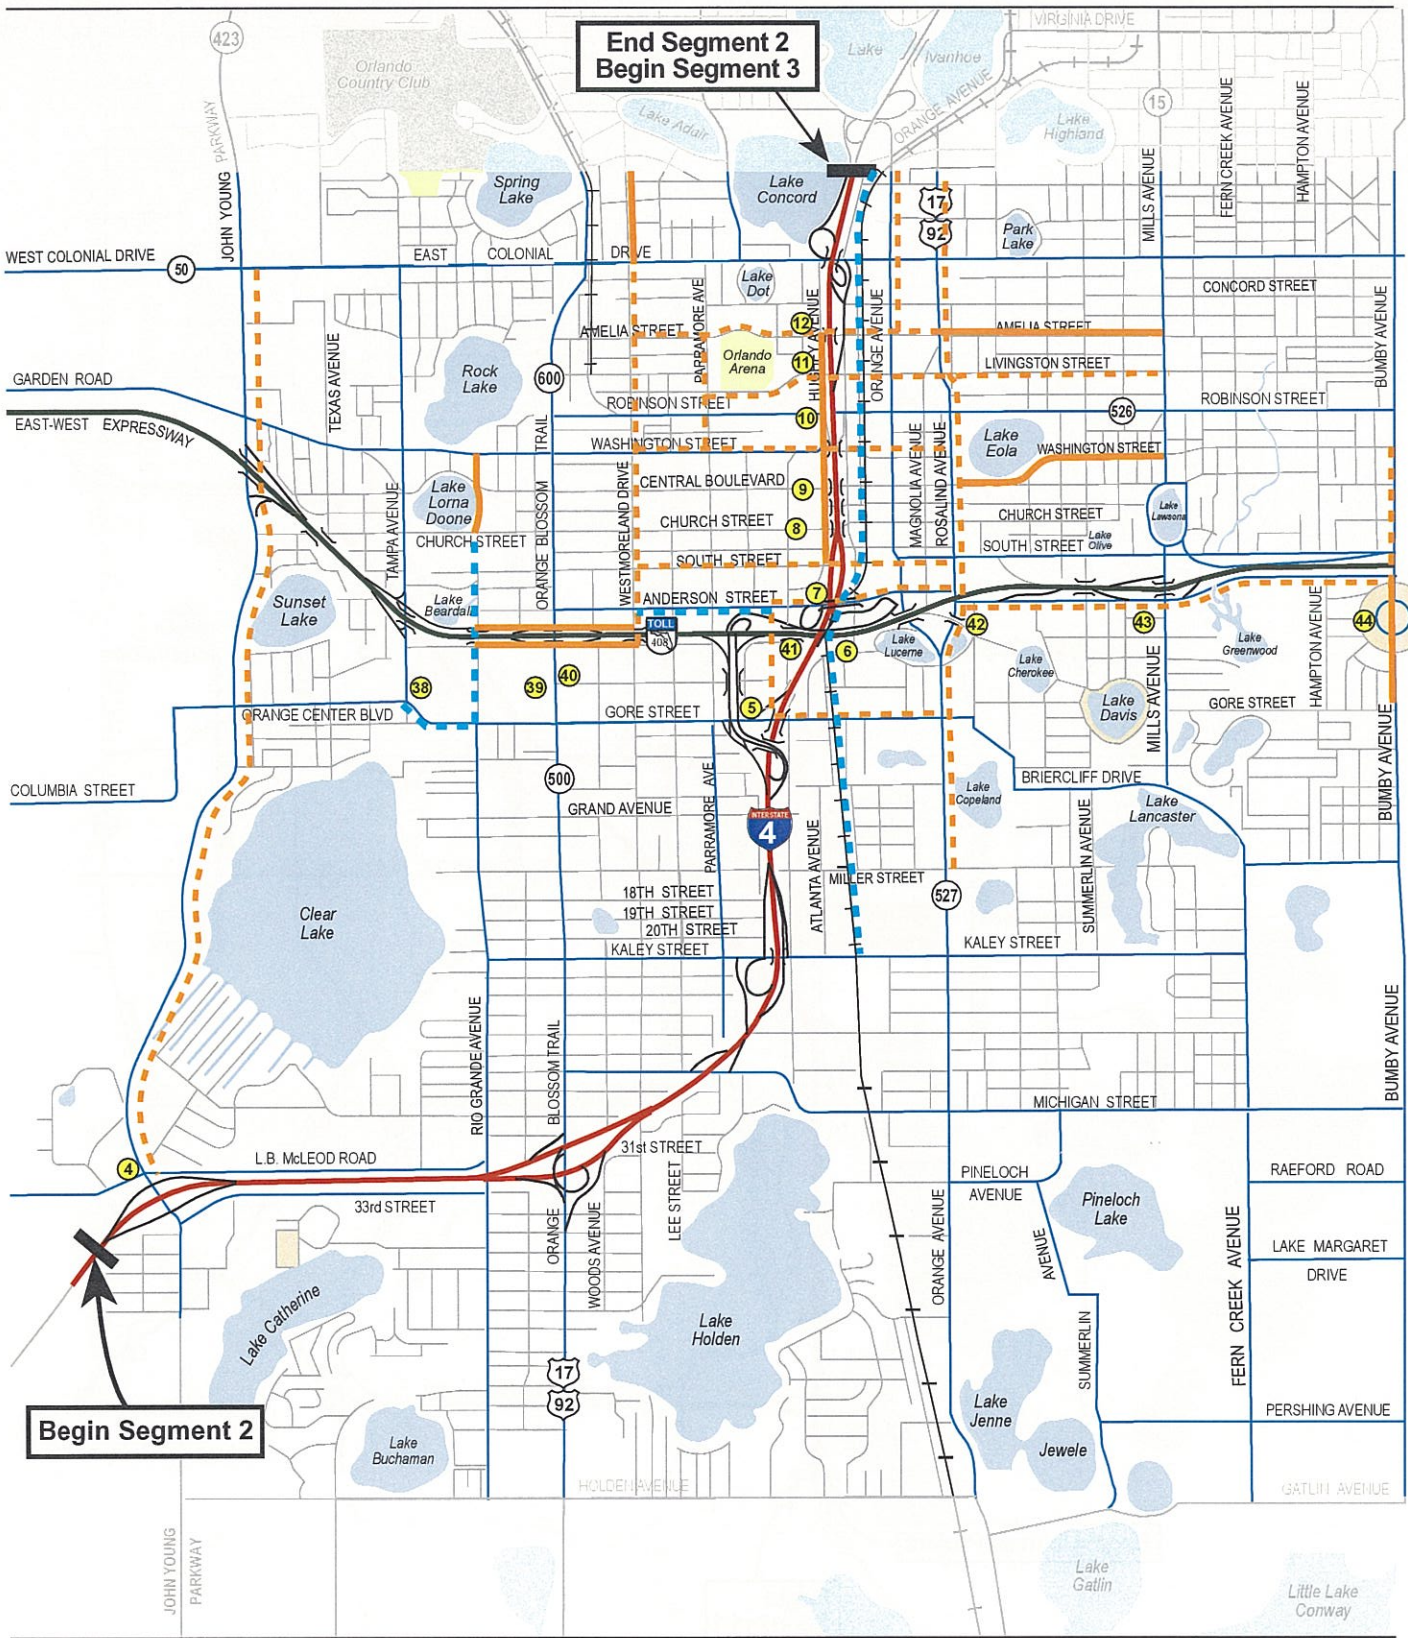 423
Orlando
Country Club
End Segment 2
Begin Segment 3
Lake
Ivanhoe
VIRGINIA DRIVE
15
Lake Adair
ORANGE AVENUE
Lake
Highland
JOHN YOUNG PARKWAY
Spring
Lake
Lake
Concord
17
92
Park
Lake
MILLS AVENUE
FERN CREEK AVENUE
HAMPTON AVENUE
WEST COLONIAL DRIVE
50
EAST COLONIAL DRIVE
Lake
Dot
CONCORD STREET
TEXAS AVENUE
AMELIA STREET
PARRAMORE AVE
HUGHEY AVENUE
12
ORANGE AVENUE
AMELIA STREET
BUMBY AVENUE
Rock
Lake
Orlando
Arena
11
LIVINGSTON STREET
GARDEN ROAD
600
ROBINSON STREET
10
526
ROBINSON STREET
EAST-WEST EXPRESSWAY
WASHINGTON STREET
Lake
Eola
WASHINGTON STREET
TAMPA AVENUE
Lake
Lorna
Doone
ORANGE BLOSSOM TRAIL
WESTMORELAND DRIVE
CENTRAL BOULEVARD
9
MAGNOLIA AVENUE
ROSALIND AVENUE
Lake
Lawsona
CHURCH STREET
8
CHURCH STREET
CHURCH STREET
SOUTH STREET
SOUTH STREET
Lake
Olive
Sunset
Lake
Lake
Beardall
ANDERSON STREET
7
TOLL
408
41
6
Lake
Lucerne
42
43
Lake
Greenwood
HAMPTON AVENUE
44
Lake
Cherokee
38
39
40
ORANGE CENTER BLVD
GORE STREET
5
Lake
Davis
MILLS AVENUE
GORE STREET
BUMBY AVENUE
COLUMBIA STREET
500
GRAND AVENUE
PARRAMORE AVE
INTERSTATE
4
ATLANTA AVENUE
Lake
Copeland
BRIERCLIFF DRIVE
SUMMERLIN AVENUE
Lake
Lancaster
MILLER STREET
527
18TH STREET
19TH STREET
20TH STREET
KALEY STREET
KALEY STREET
Clear
Lake
RIO GRANDE AVENUE
BLOSSOM TRAIL
BUMBY AVENUE
MICHIGAN STREET
4
L.B. McLEOD ROAD
31st STREET
33rd STREET
ORANGE
WOODS AVENUE
LEE STREET
ORANGE AVENUE
PINELOCH
AVENUE
AVENUE
Pineloch
Lake
RAEFORD ROAD
FERN CREEK AVENUE
LAKE MARGARET
DRIVE
Lake Catherine
Lake
Holden
SUMMERLIN
17
92
Begin Segment 2
Lake
Buchaman
Lake
Jenne
Jewele
PERSHING AVENUE
HOLDEN AVENUE
GATLIN AVENUE
JOHN YOUNG
PARKWAY
Lake
Gatlin
Little Lake
Conway